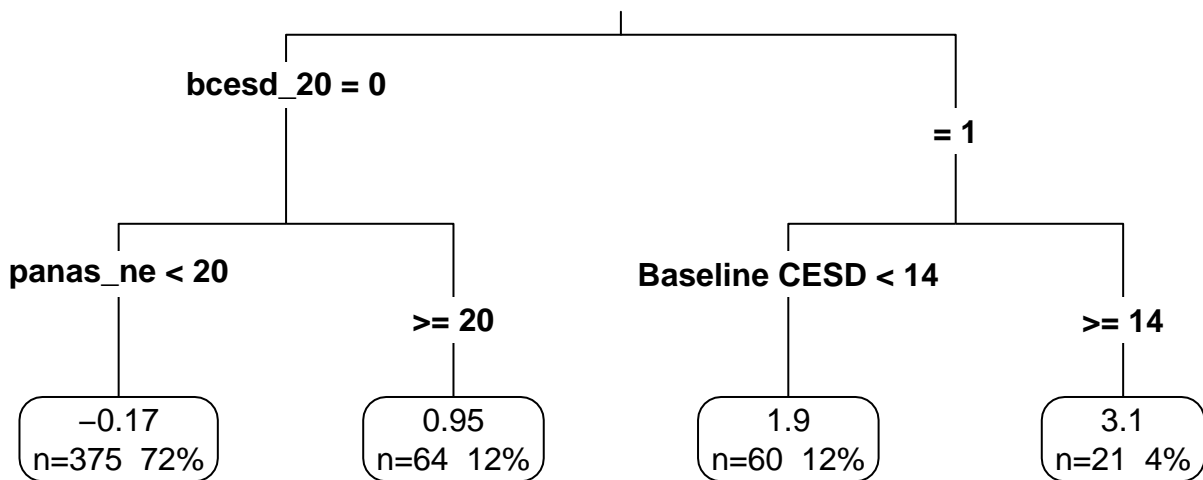 bcesd_20 = 0
= 1
panas_ne < 20
>= 20
Baseline CESD < 14
>= 14
−0.17
n=375 72%
0.95
n=64 12%
1.9
n=60 12%
3.1
n=21 4%